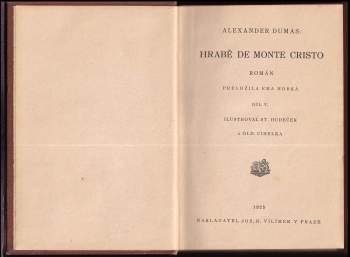 ALEXANDER DUMAS:
HRABĚ DE MONTE CRISTO
ROMÁN
PŘELOŽILA EMA HORKÁ
DÍL V.
ILUSTROVAL ST. HUDEČEK
A OLD. CIHELKA
1925
NAKLADATEL JOS. R. VILÍMEK V PRAZE